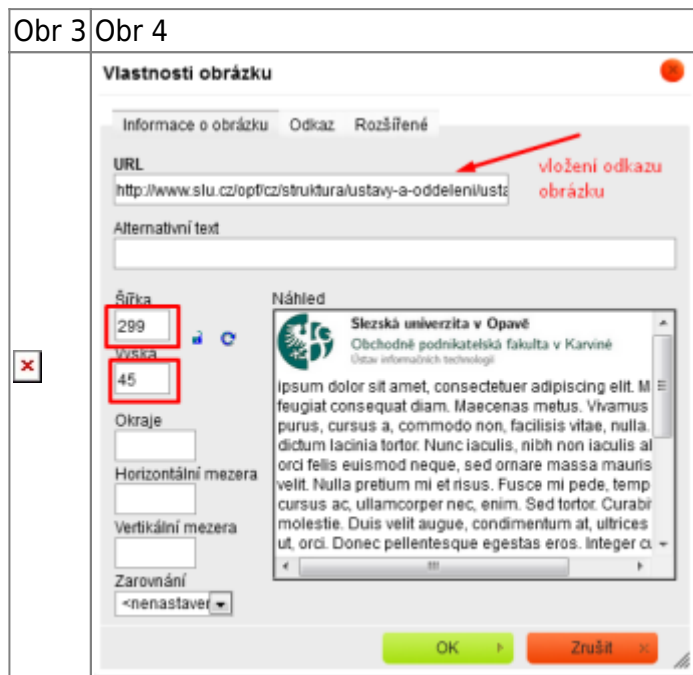 Obr 3 Obr 4
Vlastnosti obrázku
Informace o obrázku Odkaz Rozšířené
URL
vložení odkazu
http://www.slu.cz/opf/cz/struktura/ustavy-a-oddeleni/usta
obrázku
Alternativní text
Šířka
Náhled
299
Výška
45
Slezská univerzita v Opavě
Obchodně podnikatelská fakulta v Karviné
Ústav informačních technologií
ipsum dolor sit amet, consectetuer adipiscing elit. M
feugiat consequat diam. Maecenas metus. Vivamus
purus, cursus a, commodo non, facilisis vitae, nulla.
dictum lacinia tortor. Nunc iaculis, nibh non iaculis al
orci felis euismod neque, sed ornare massa mauris
velit. Nulla pretium mi et risus. Fusce mi pede, temp
cursus ac, ullamcorper nec, enim. Sed tortor. Curabi
molestie. Duis velit augue, condimentum at, ultrices
ut, orci. Donec pellentesque egestas eros. Integer cu
Okraje
Horizontální mezera
Vertikální mezera
Zarovnání
<nenastaven
OK
Zrušit